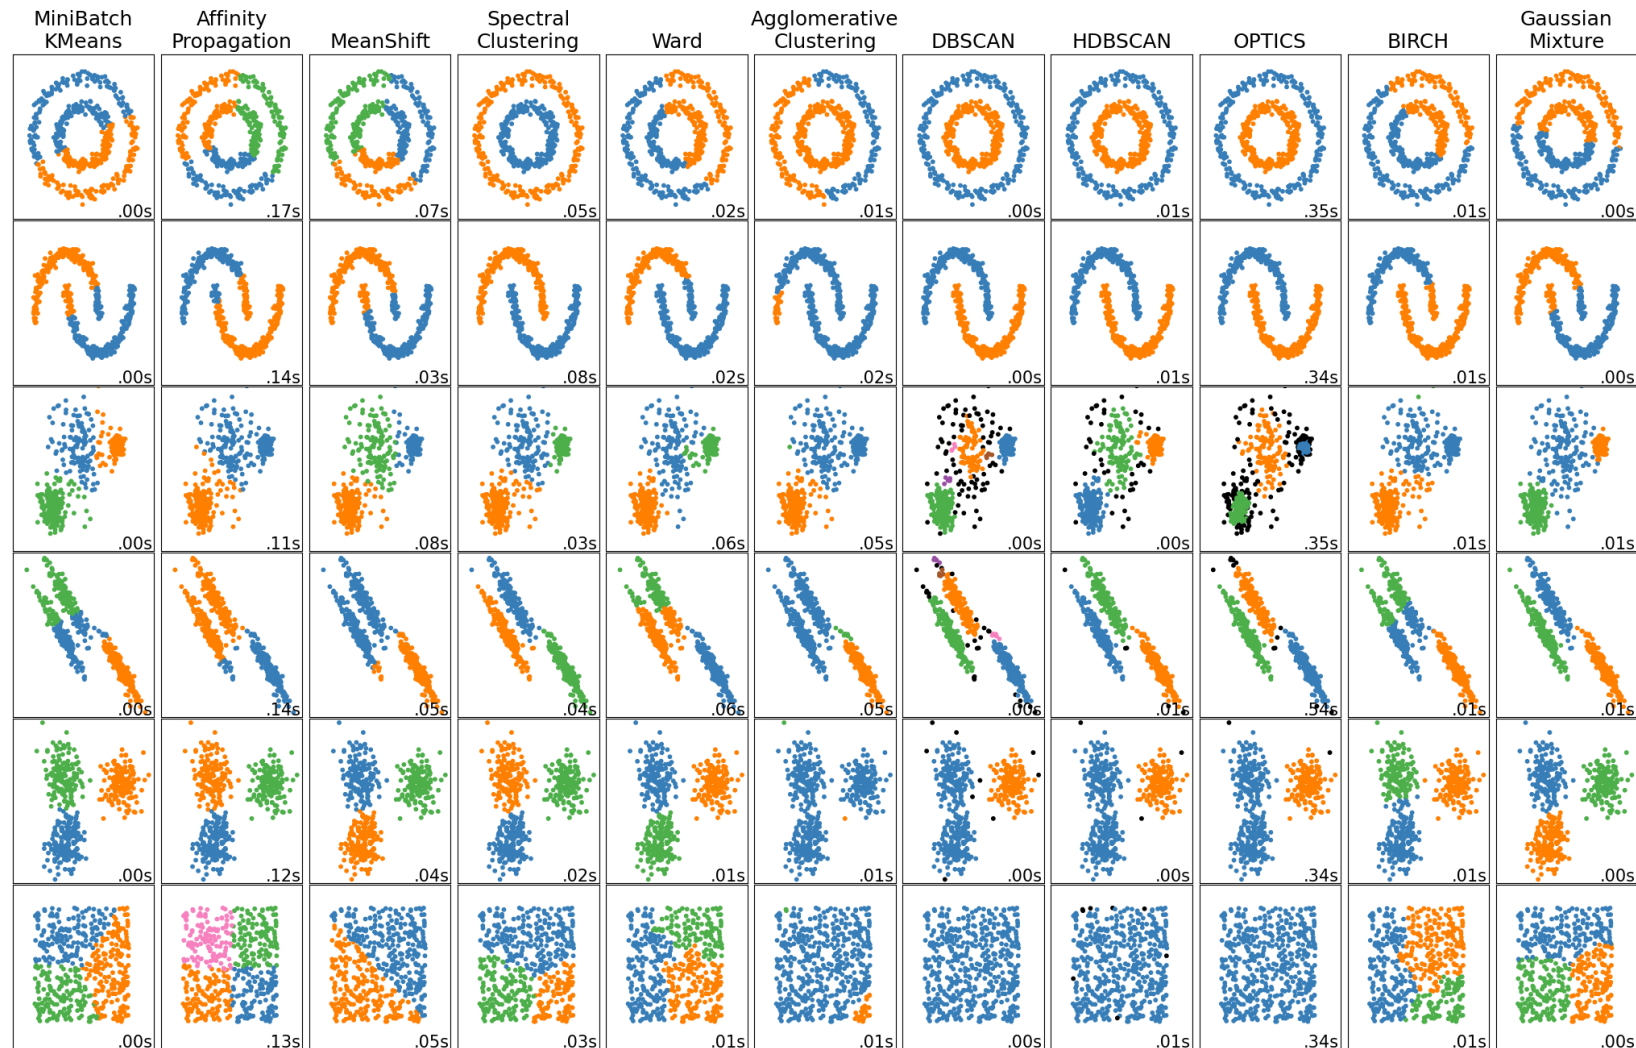 MiniBatch
KMeans
Affinity
Propagation
MeanShift
Spectral
Clustering
Ward
Agglomerative
Clustering
DBSCAN
HDBSCAN
OPTICS
BIRCH
Gaussian
Mixture
.00s
.17s
.07s
.05s
.02s
.01s
.00s
.01s
.35s
.01s
.00s
.00s
.14s
.03s
.08s
.02s
.02s
.00s
.01s
.34s
.01s
.00s
.00s
.11s
.08s
.03s
.06s
.05s
.00s
.00s
.35s
.01s
.01s
.00s
.14s
.05s
.04s
.06s
.05s
.00s
.01s
.34s
.01s
.01s
.00s
.12s
.04s
.02s
.01s
.01s
.00s
.00s
.34s
.01s
.00s
.00s
.13s
.05s
.03s
.01s
.01s
.00s
.01s
.34s
.01s
.00s